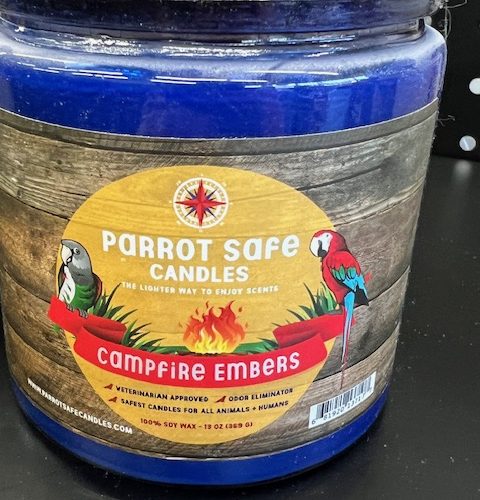 PARROT SAFE
CANDLES
THE LIGHTER WAY TO ENJOY SCENTS
CAMPFIRE EMBERS
VETERINARIAN APPROVED ODOR ELIMINATOR
SAFEST CANDLES FOR ALL ANIMALS + HUMANS
100% SOY WAX - 13 OZ (369 G)
WWW.PARROTSAFECANDLES.COM